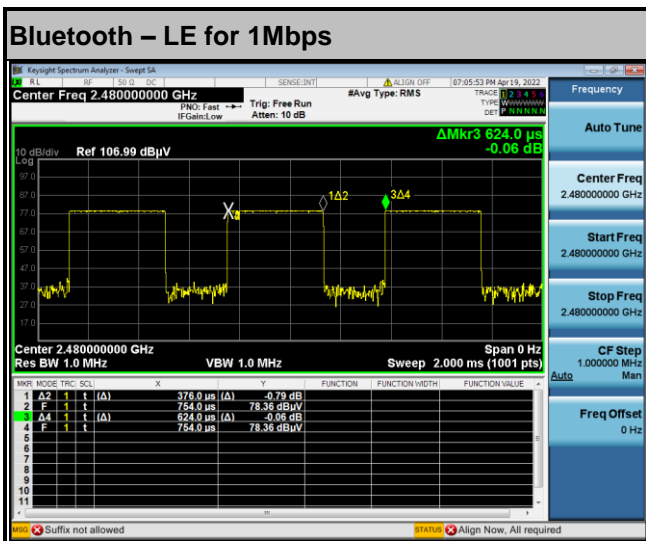 Bluetooth – LE for 1Mbps
Keysight Spectrum Analyzer - Swept SA
RL RF 50 Ω DC SENSE:INT ALIGN OFF 07:05:53 PM Apr 19, 2022
Center Freq 2.480000000 GHz #Avg Type: RMS TRACE 1 2 3 4 5 6
PNO: Fast Trig: Free Run TYPE WWWWWW
IFGain:Low Atten: 10 dB DET P N N N N N
ΔMkr3 624.0 µs
-0.06 dB
10 dB/div Ref 106.99 dBµV
Log
97.0
87.0
77.0
67.0
57.0
47.0
37.0
27.0
17.0
X 2 1Δ2 3Δ4
Center 2.480000000 GHz Span 0 Hz
Res BW 1.0 MHz VBW 1.0 MHz Sweep 2.000 ms (1001 pts)
MKR MODE TRC SCL X Y FUNCTION FUNCTION WIDTH FUNCTION VALUE
1 Δ2 1 t (Δ) 376.0 µs (Δ) -0.79 dB
2 F 1 t 754.0 µs 78.36 dBµV
3 Δ4 1 t (Δ) 624.0 µs (Δ) -0.06 dB
4 F 1 t 754.0 µs 78.36 dBµV
5
6
7
8
9
10
11
MSG Suffix not allowed STATUS Align Now, All required
Frequency
Auto Tune
Center Freq
2.480000000 GHz
Start Freq
2.480000000 GHz
Stop Freq
2.480000000 GHz
CF Step
1.000000 MHz
Auto Man
Freq Offset
0 Hz